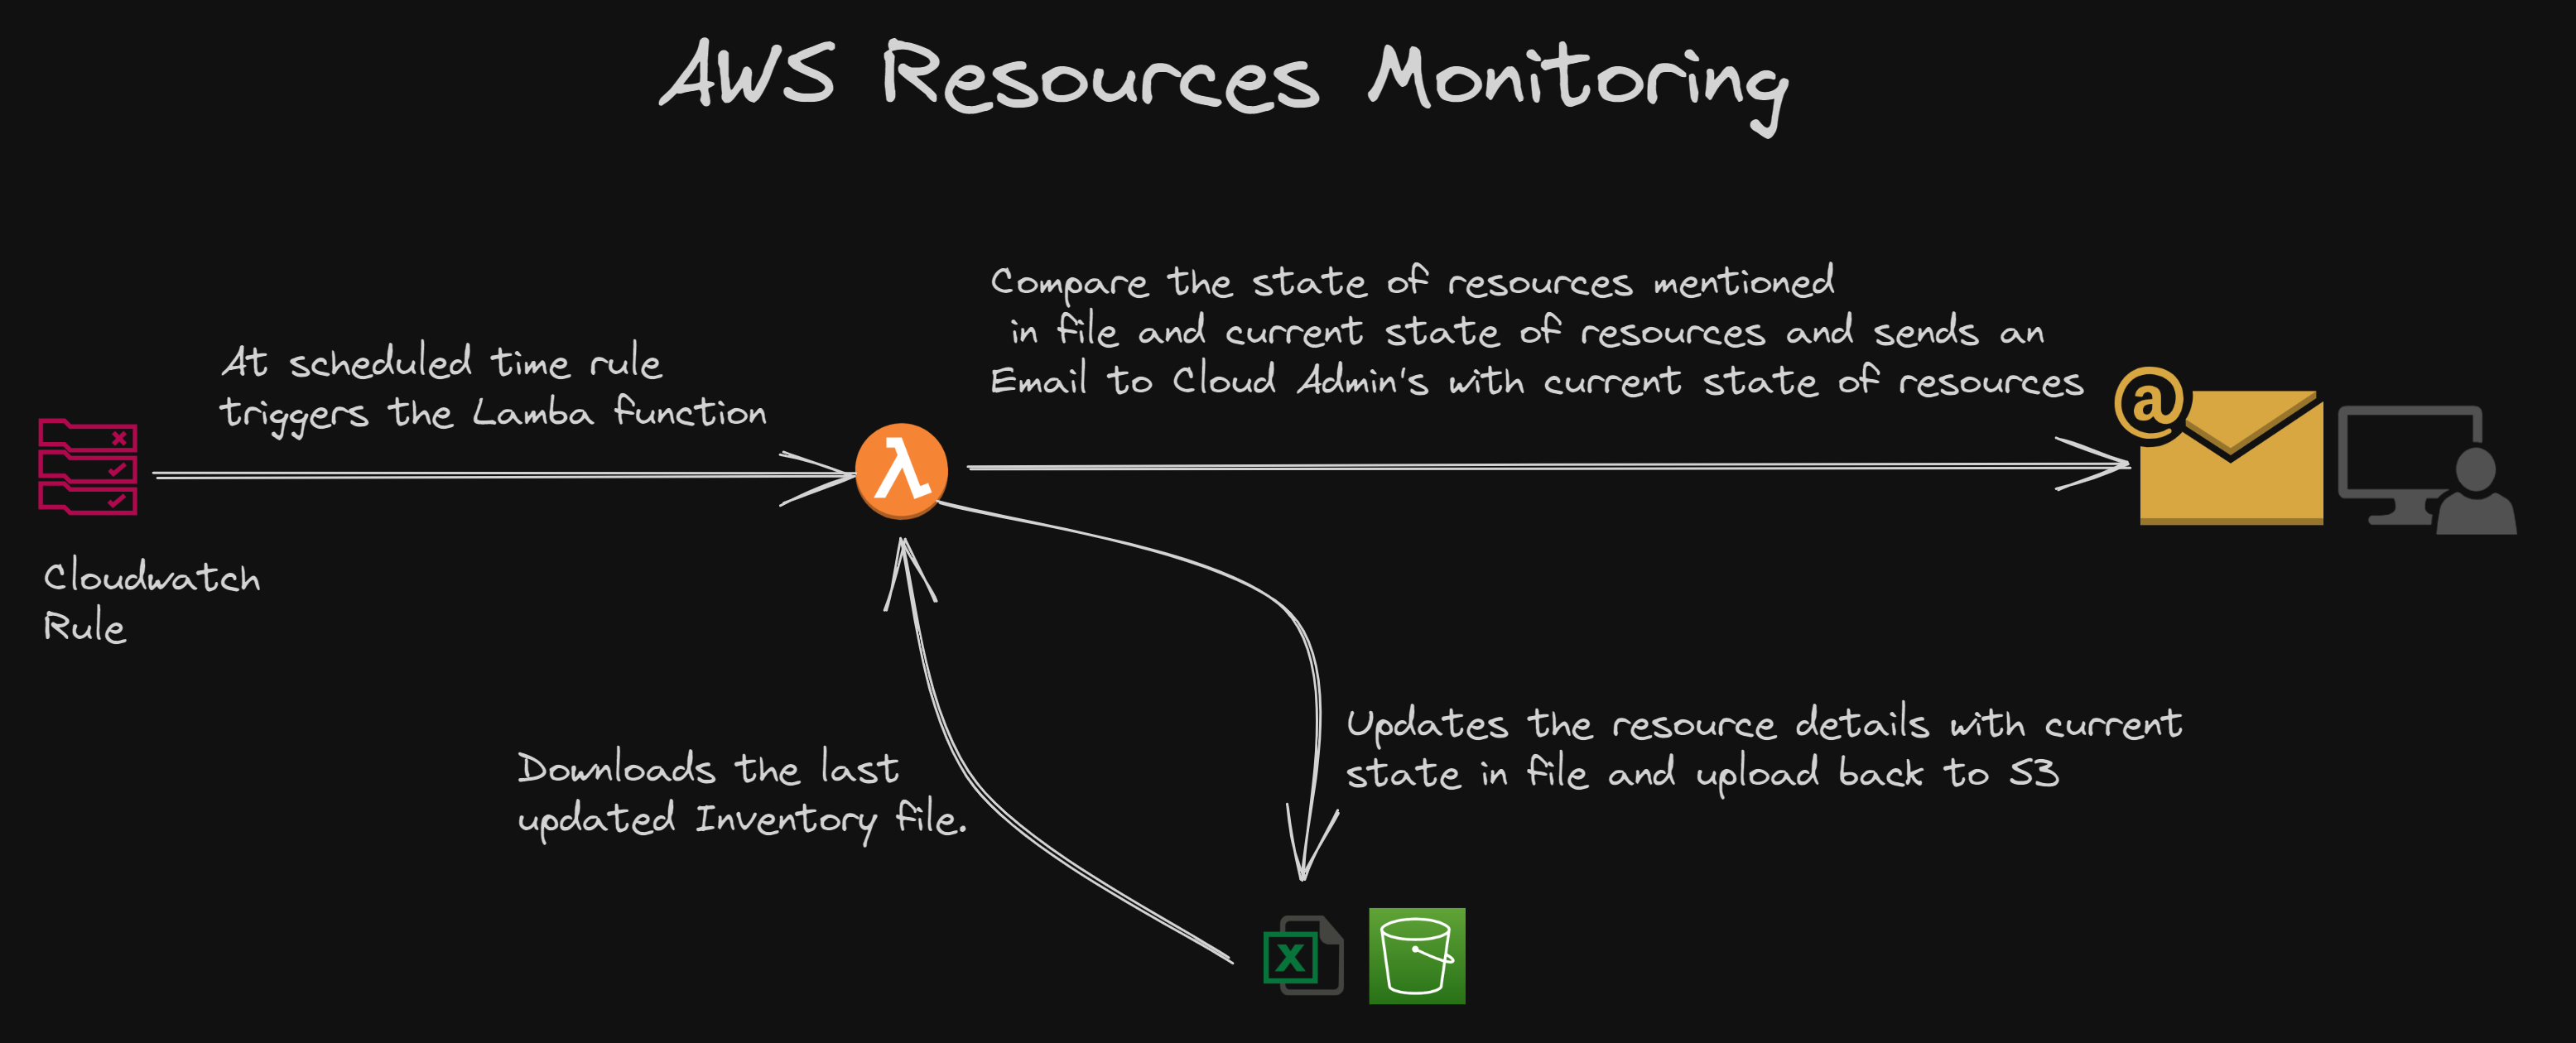 AWS Resources Monitoring
Compare the state of resources mentioned
in file and current state of resources and sends an
Email to Cloud Admin's with current state of resources
At scheduled time rule
triggers the Lamba function
Cloudwatch
Rule
Updates the resource details with current
state in file and upload back to S3
Downloads the last
updated Inventory file.